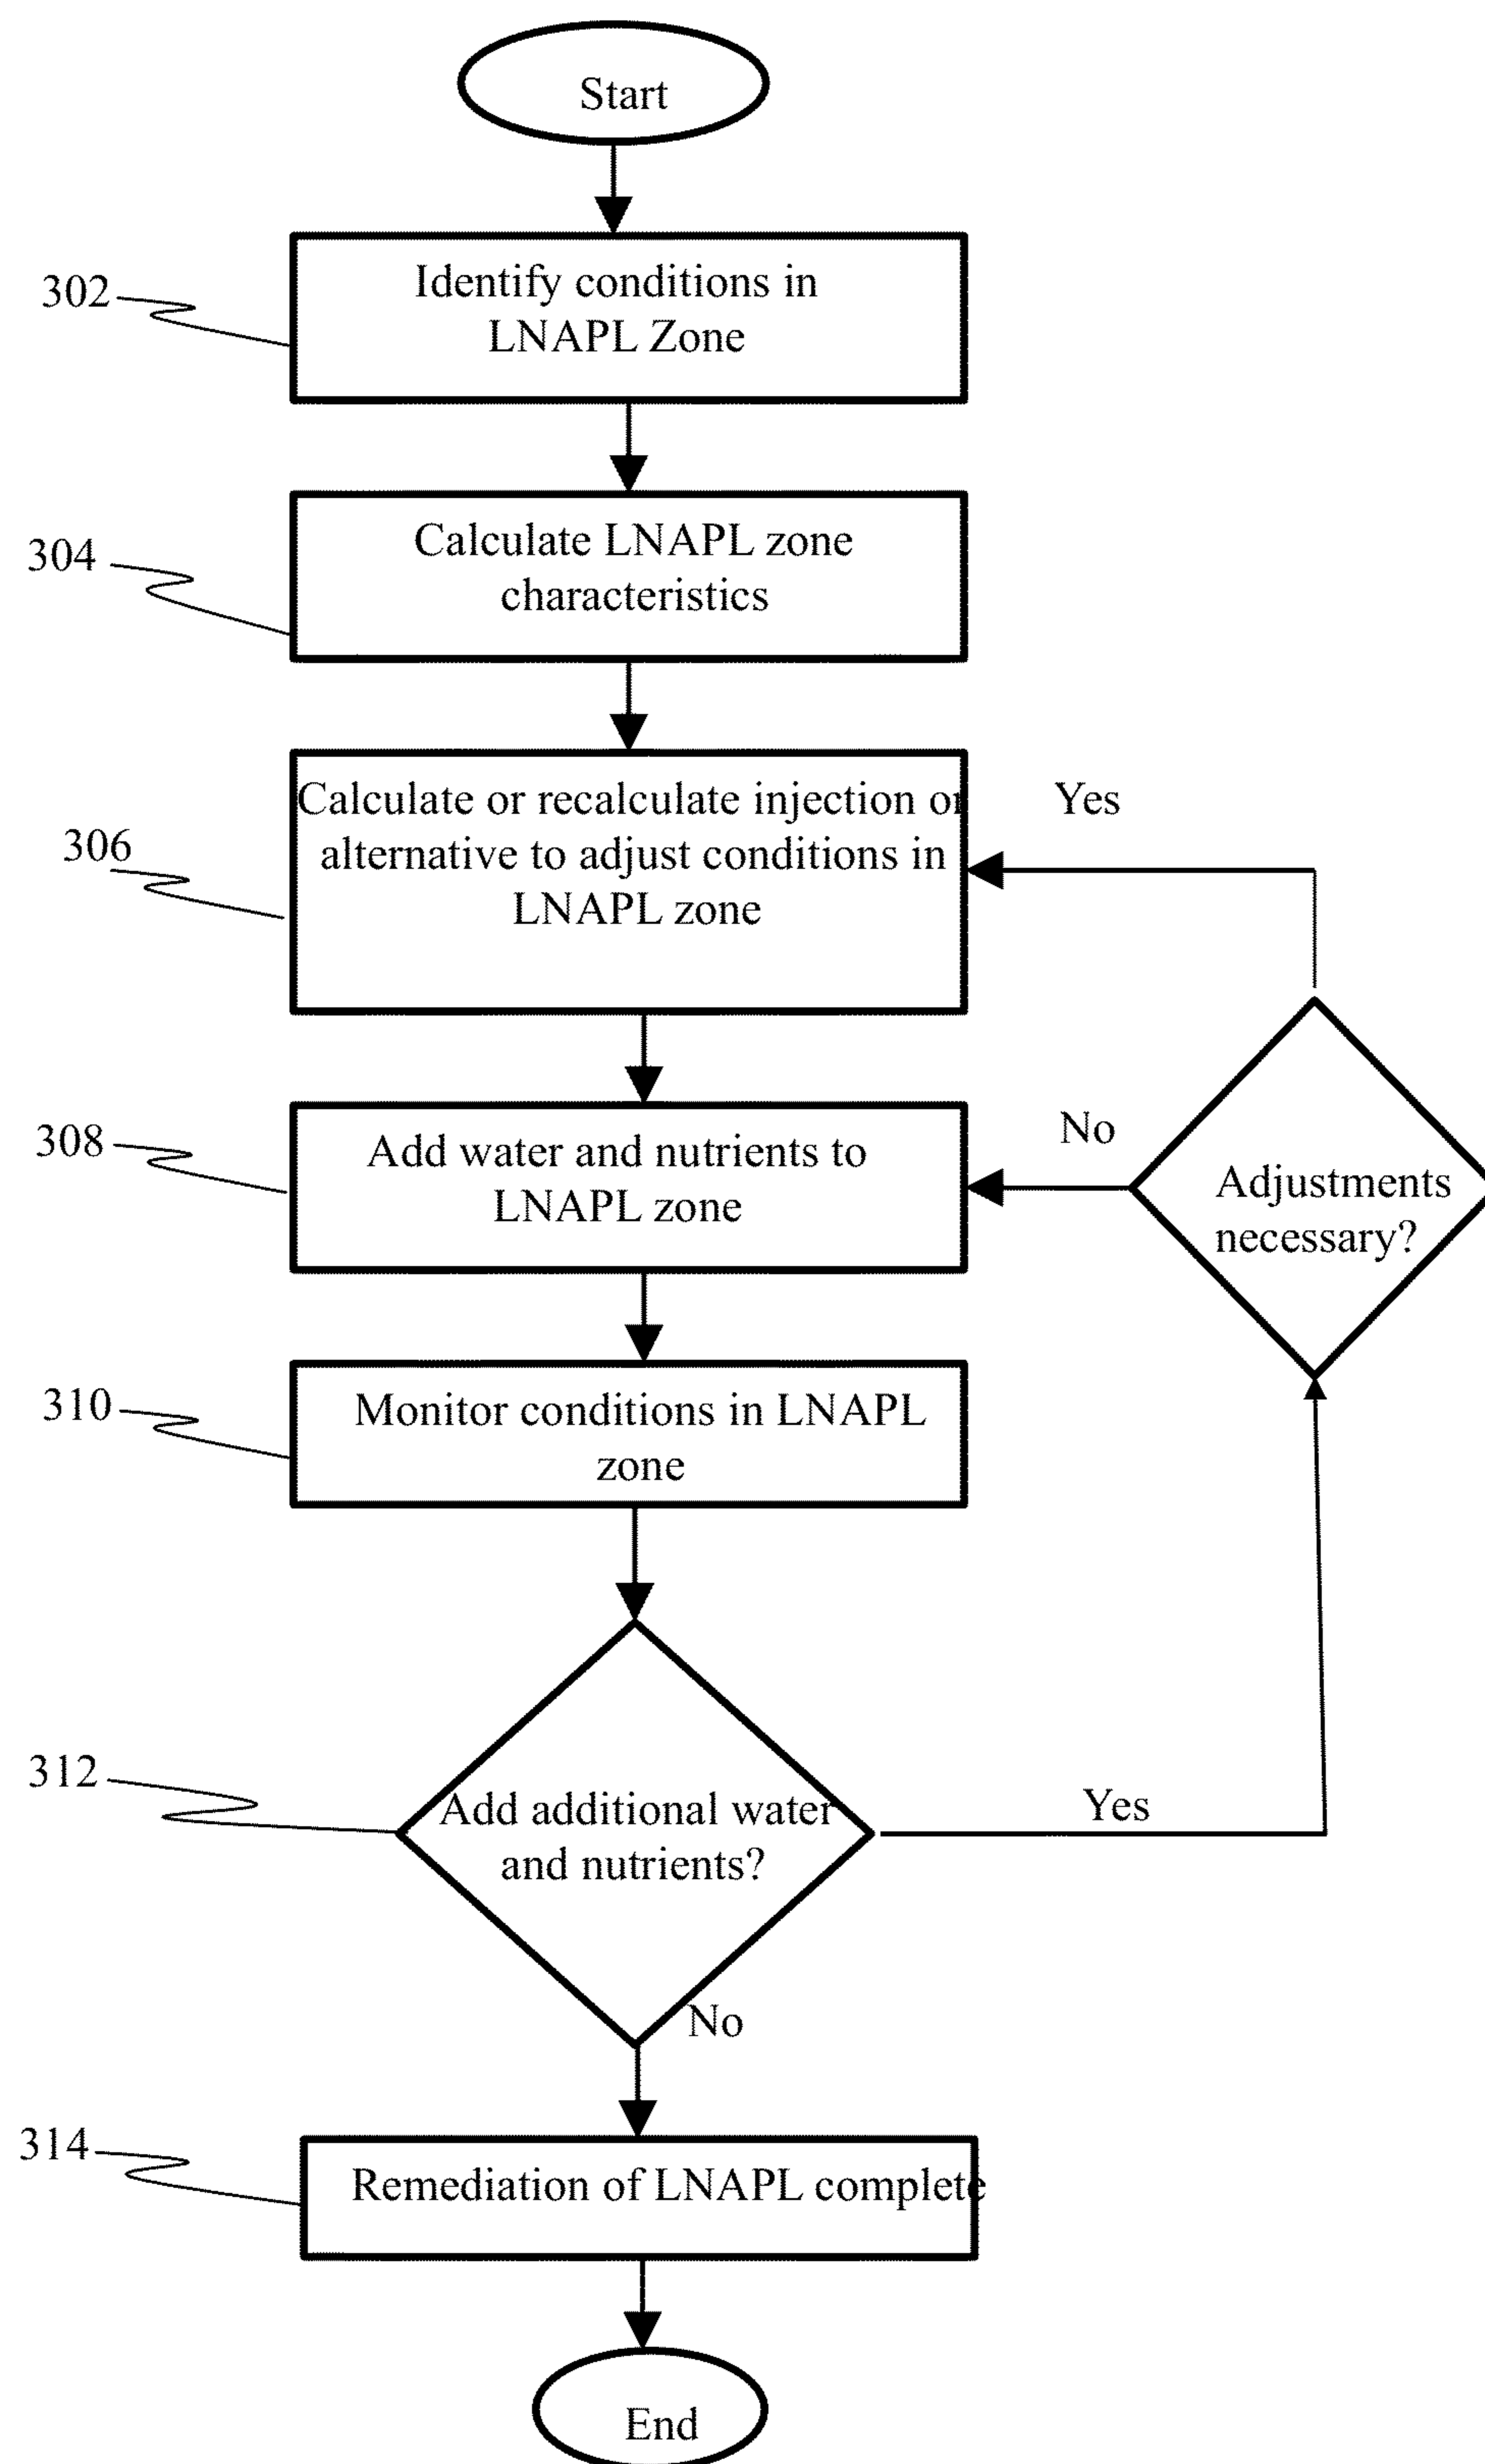 Start
302
Identify conditions in
LNAPL Zone
304
Calculate LNAPL zone
characteristics
306
Calculate or recalculate injection or
alternative to adjust conditions in
LNAPL zone
Yes
308
Add water and nutrients to
LNAPL zone
No
Adjustments
necessary?
310
Monitor conditions in LNAPL
zone
312
Add additional water
and nutrients?
Yes
No
314
Remediation of LNAPL complete
End